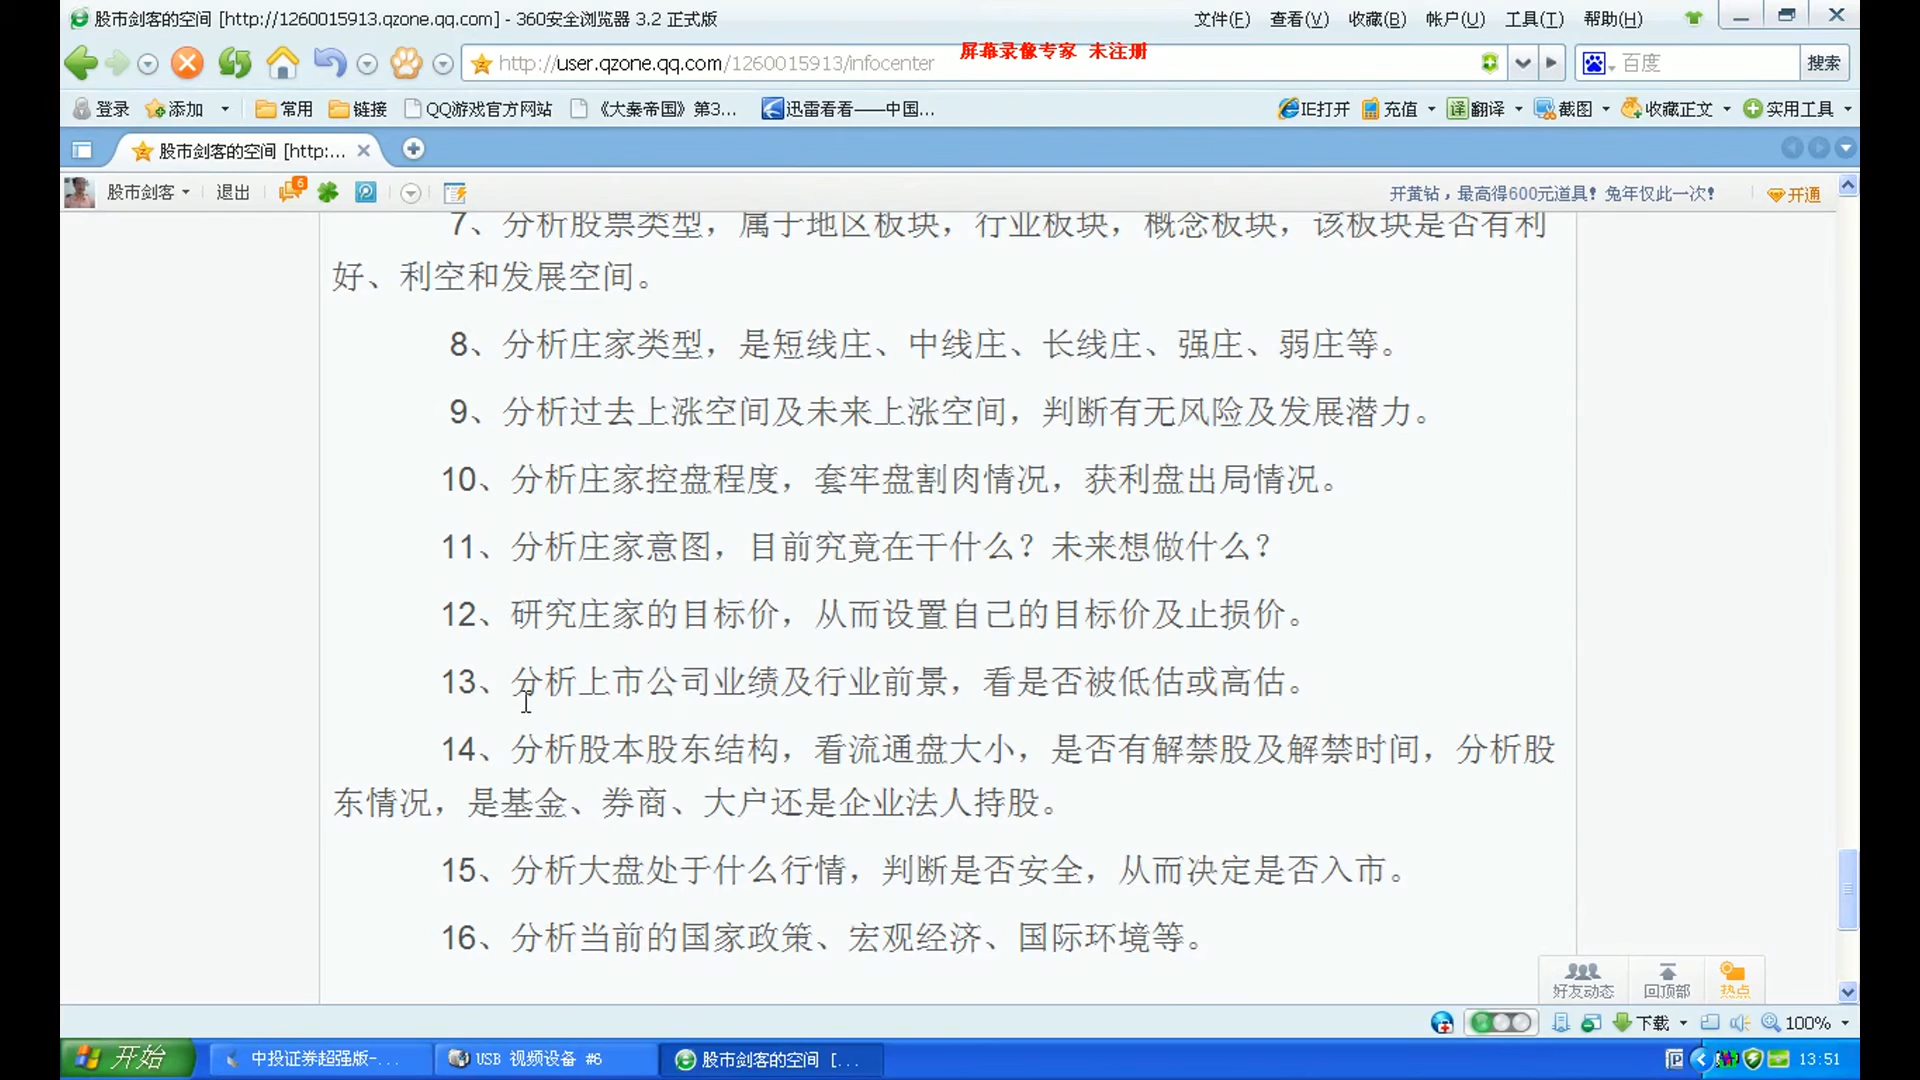 股市剑客的空间 [http://1260015913.qzone.qq.com] - 360安全浏览器 3.2 正式版
文件(F) 查看(V) 收藏(B) 帐户(U) 工具(T) 帮助(H)
http://user.qzone.qq.com/1260015913/infocenter
屏幕录像专家 未注册
百度
搜索
登录 添加 常用 链接 QQ游戏官方网站 《大秦帝国》第3... 迅雷看看——中国...
IE打开 充值 翻译 截图 收藏正文 实用工具
股市剑客的空间 [http:...
股市剑客 退出 6
开黄钻，最高得600元道具！兔年仅此一次！ 开通
7、分析股票类型，属于地区板块，行业板块，概念板块，该板块是否有利
好、利空和发展空间。
8、分析庄家类型，是短线庄、中线庄、长线庄、强庄、弱庄等。
9、分析过去上涨空间及未来上涨空间，判断有无风险及发展潜力。
10、分析庄家控盘程度，套牢盘割肉情况，获利盘出局情况。
11、分析庄家意图，目前究竟在干什么？未来想做什么？
12、研究庄家的目标价，从而设置自己的目标价及止损价。
13、分析上市公司业绩及行业前景，看是否被低估或高估。
14、分析股本股东结构，看流通盘大小，是否有解禁股及解禁时间，分析股
东情况，是基金、券商、大户还是企业法人持股。
15、分析大盘处于什么行情，判断是否安全，从而决定是否入市。
16、分析当前的国家政策、宏观经济、国际环境等。
好友动态 回顶部 热点
下载 100%
开始 中投证券超强版-... USB 视频设备 #6 股市剑客的空间 [... 13:51